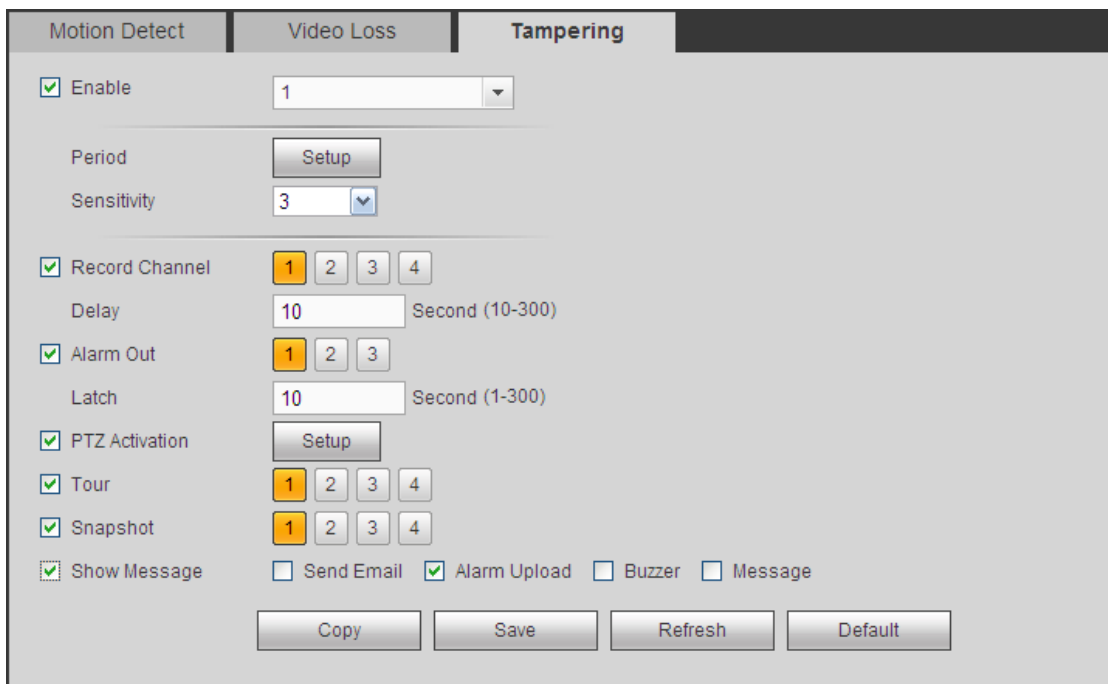 Motion Detect Video Loss Tampering
Enable 1
Period Setup
Sensitivity 3
Record Channel 1 2 3 4
Delay 10 Second (10-300)
Alarm Out 1 2 3
Latch 10 Second (1-300)
PTZ Activation Setup
Tour 1 2 3 4
Snapshot 1 2 3 4
Show Message Send Email Alarm Upload Buzzer Message
Copy Save Refresh Default